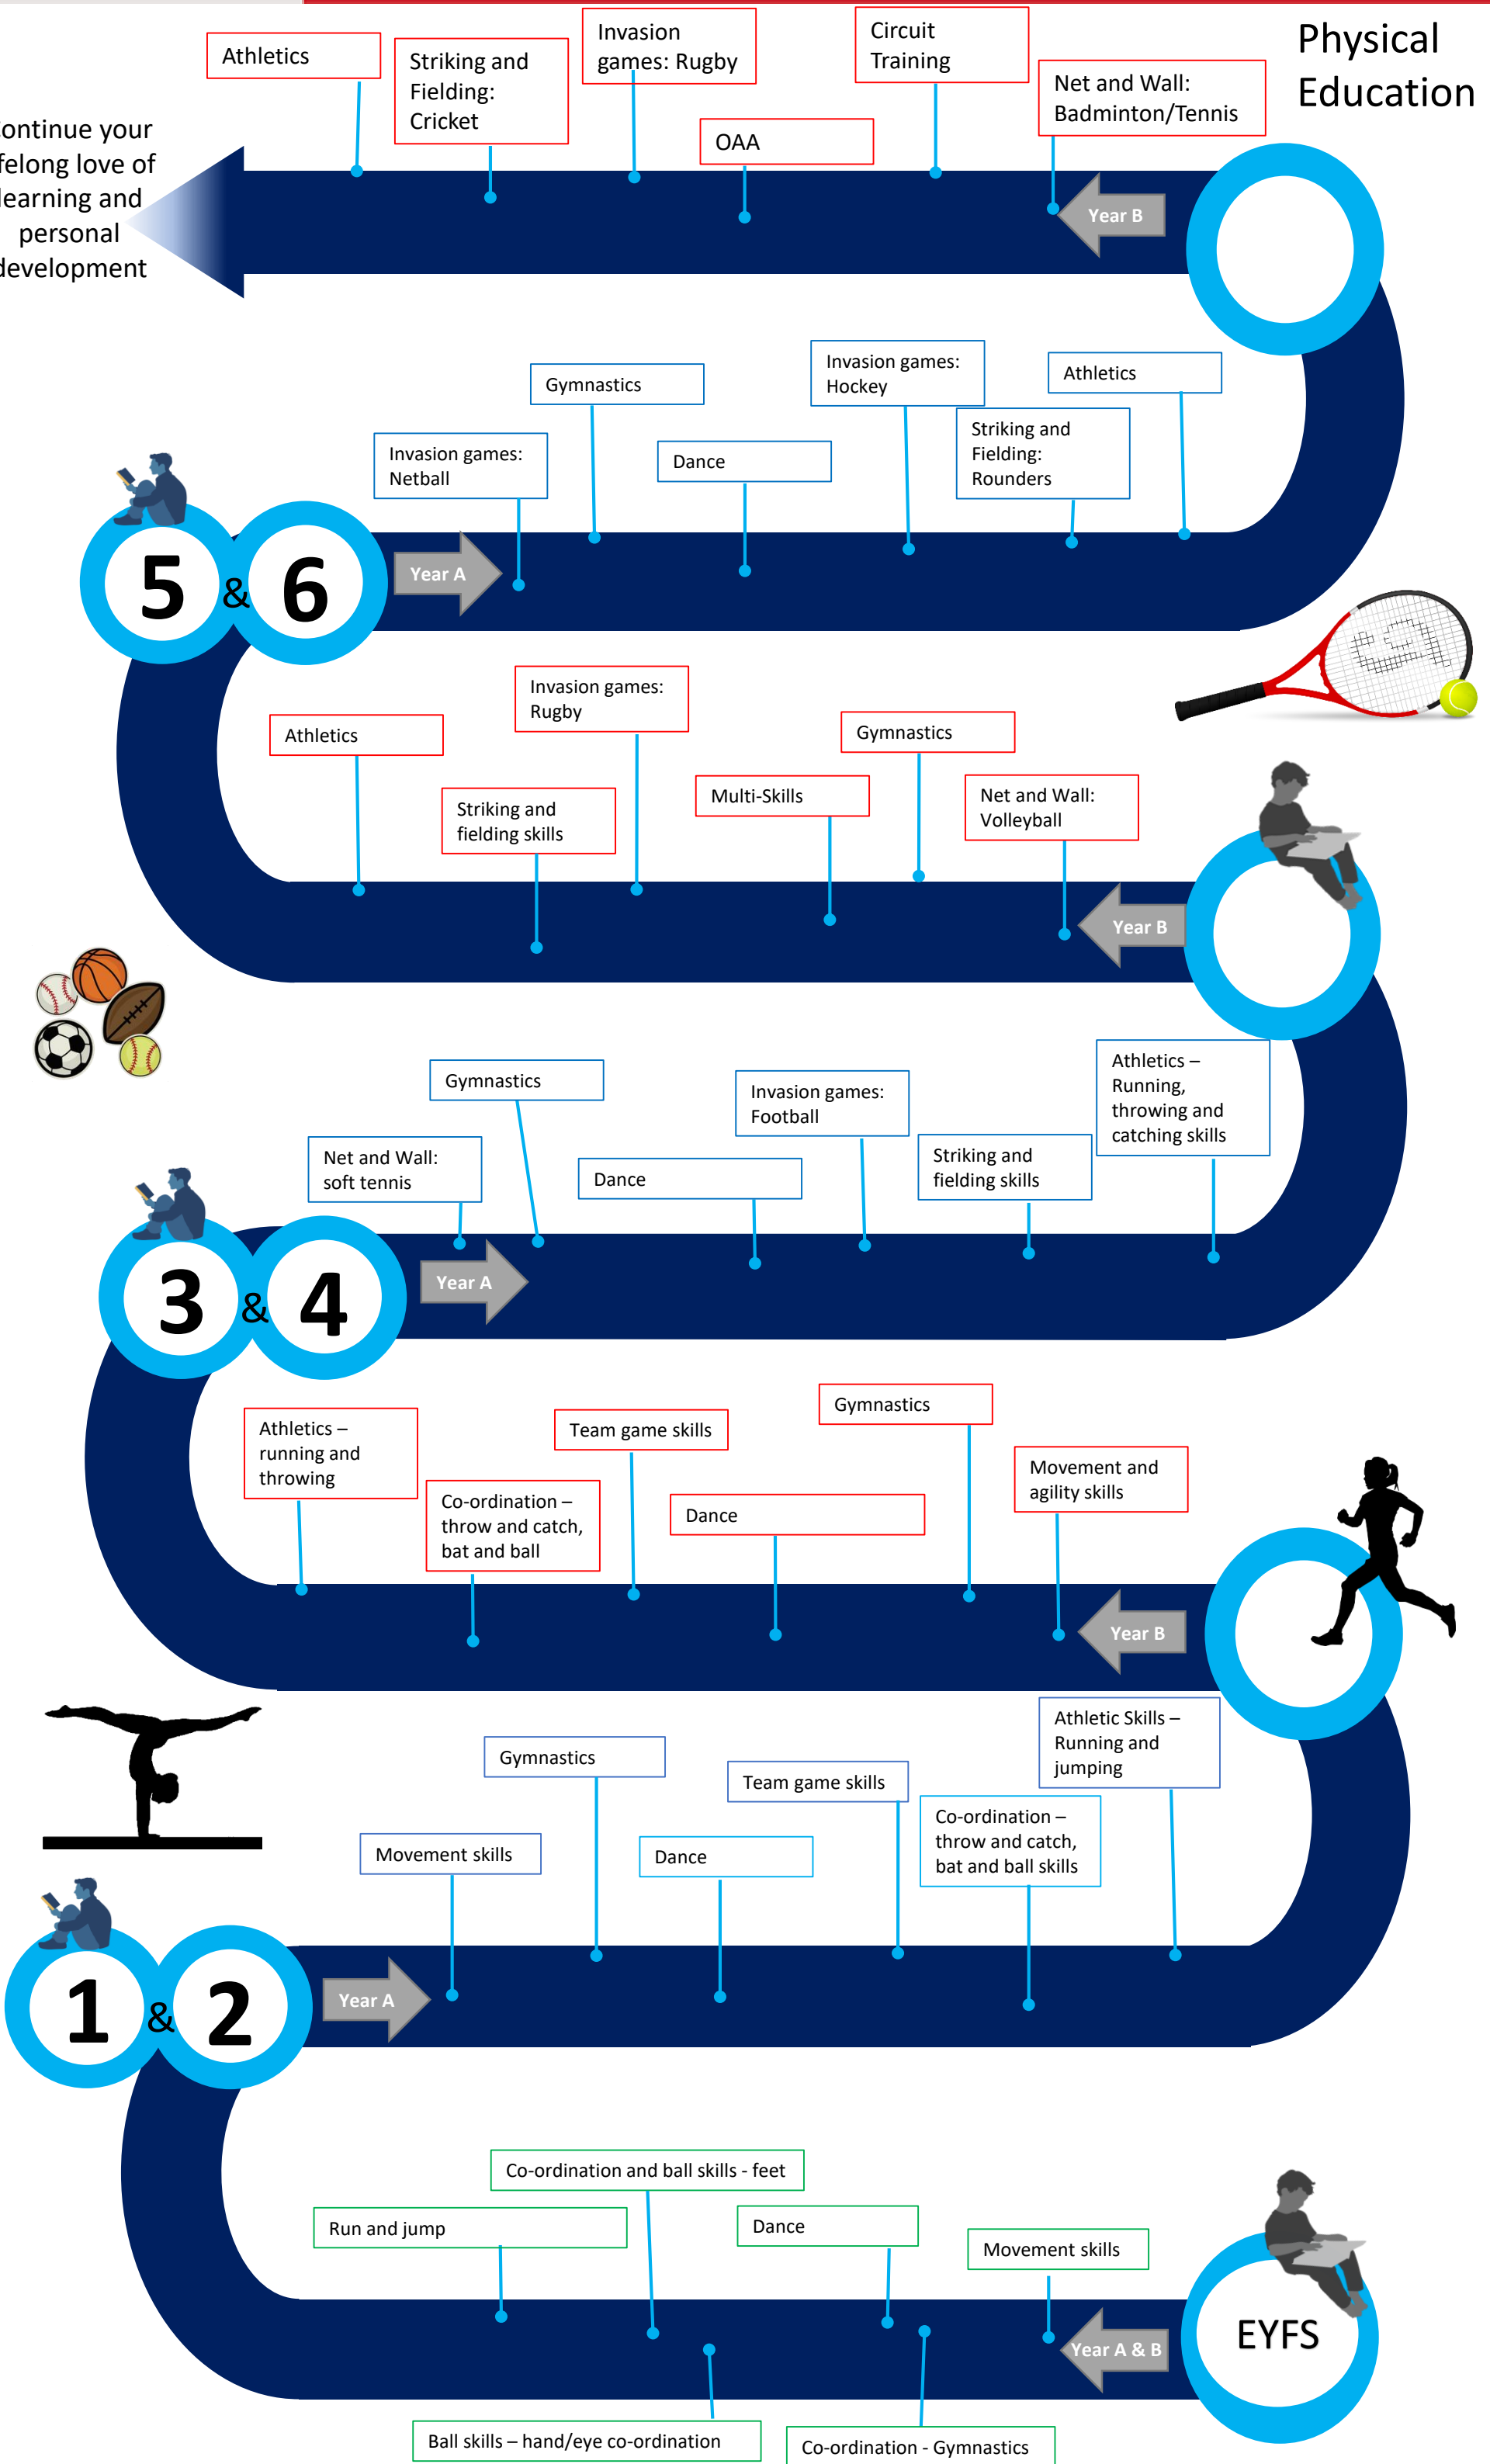 Physical
Education
Athletics
Striking and
Fielding:
Cricket
Invasion
games: Rugby
OAA
Circuit
Training
Net and Wall:
Badminton/Tennis
ontinue your
felong love of
learning and
personal
development
Year B
Invasion games:
Netball
Gymnastics
Dance
Invasion games:
Hockey
Striking and
Fielding:
Rounders
Athletics
5 & 6
Year A
Athletics
Striking and
fielding skills
Invasion games:
Rugby
Multi-Skills
Gymnastics
Net and Wall:
Volleyball
Year B
Net and Wall:
soft tennis
Gymnastics
Dance
Invasion games:
Football
Striking and
fielding skills
Athletics –
Running,
throwing and
catching skills
3 & 4
Year A
Athletics –
running and
throwing
Co-ordination –
throw and catch,
bat and ball
Team game skills
Dance
Gymnastics
Movement and
agility skills
Year B
Movement skills
Gymnastics
Dance
Team game skills
Co-ordination –
throw and catch,
bat and ball skills
Athletic Skills –
Running and
jumping
1 & 2
Year A
Run and jump
Co-ordination and ball skills - feet
Dance
Movement skills
Year A & B
EYFS
Ball skills – hand/eye co-ordination
Co-ordination - Gymnastics